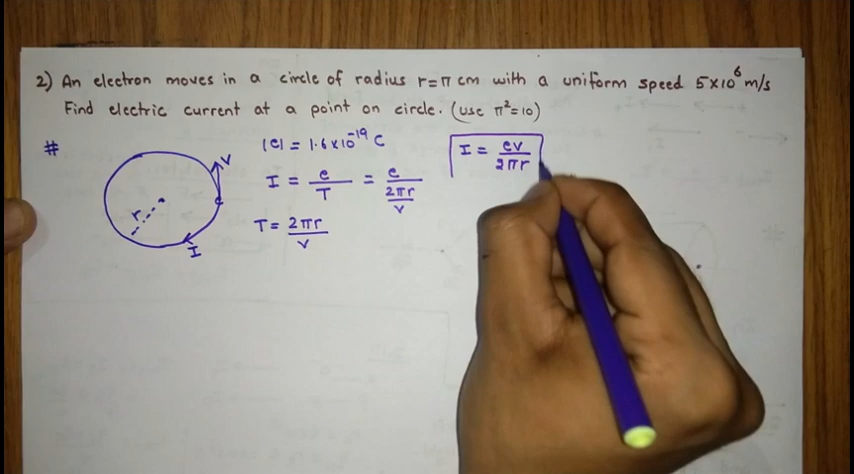 2) An electron moves in a circle of radius r=π cm with a uniform speed 5×10⁶ m/s
Find electric current at a point on circle. (use π²=10)
#
|e| = 1.6×10⁻¹⁹ C
I = e/T = e/(2πr/v)
T = 2πr/v
I = ev/2πr
v
r
I